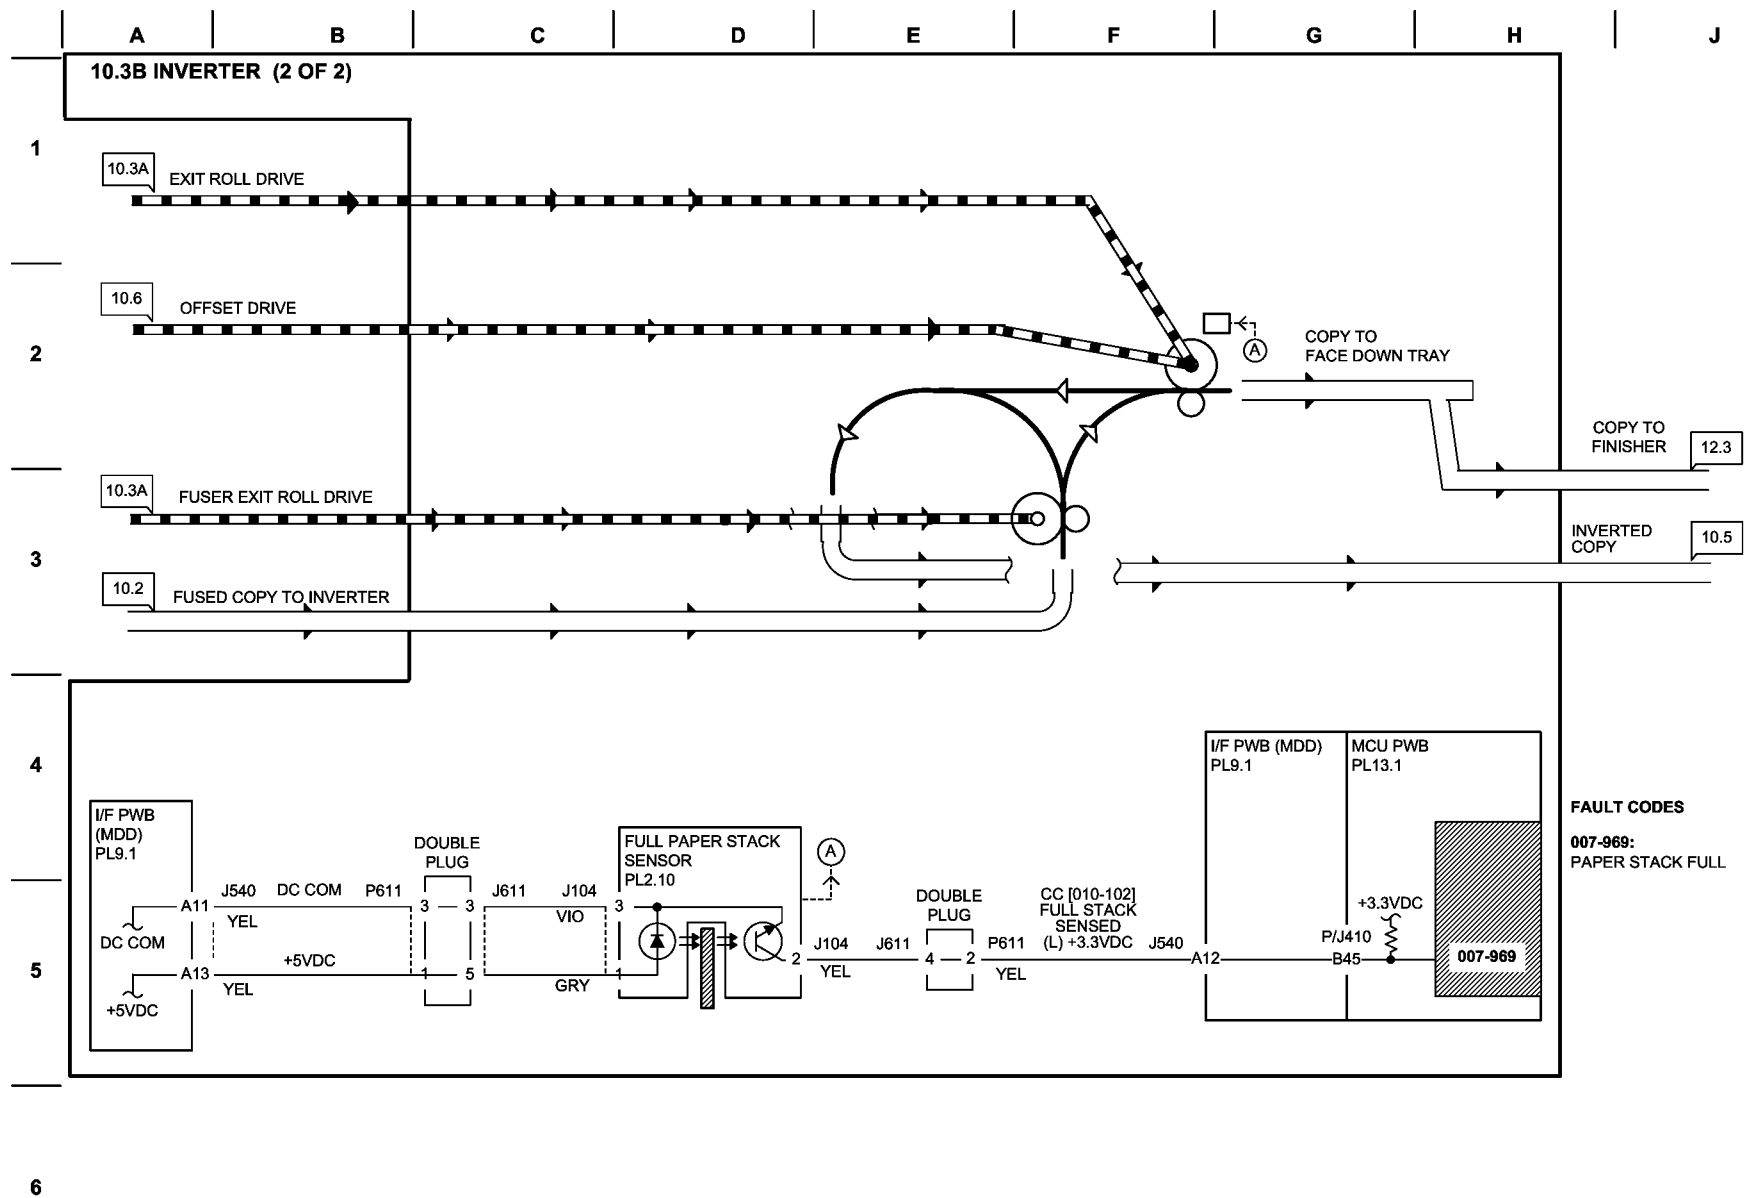 A B C D E F G H J
10.3B INVERTER (2 OF 2)
1
10.3A
EXIT ROLL DRIVE
10.6
OFFSET DRIVE
2
A
COPY TO
FACE DOWN TRAY
COPY TO
FINISHER
12.3
10.3A
FUSER EXIT ROLL DRIVE
INVERTED
COPY
10.5
3
10.2
FUSED COPY TO INVERTER
4
I/F PWB (MDD)
PL9.1
MCU PWB
PL13.1
I/F PWB
(MDD)
PL9.1
DOUBLE
PLUG
FULL PAPER STACK
SENSOR
PL2.10
A
FAULT CODES
007-969:
PAPER STACK FULL
J540 DC COM P611 J611 J104
A11 3 3 3
YEL VIO
DC COM
+5VDC
A13 1 5 1
YEL GRY
+5VDC
5
DOUBLE
PLUG
CC [010-102]
FULL STACK
SENSED
(L) +3.3VDC
J104 J611 P611 J540
2 4 2 A12
YEL YEL
+3.3VDC
P/J410
B45
007-969
6